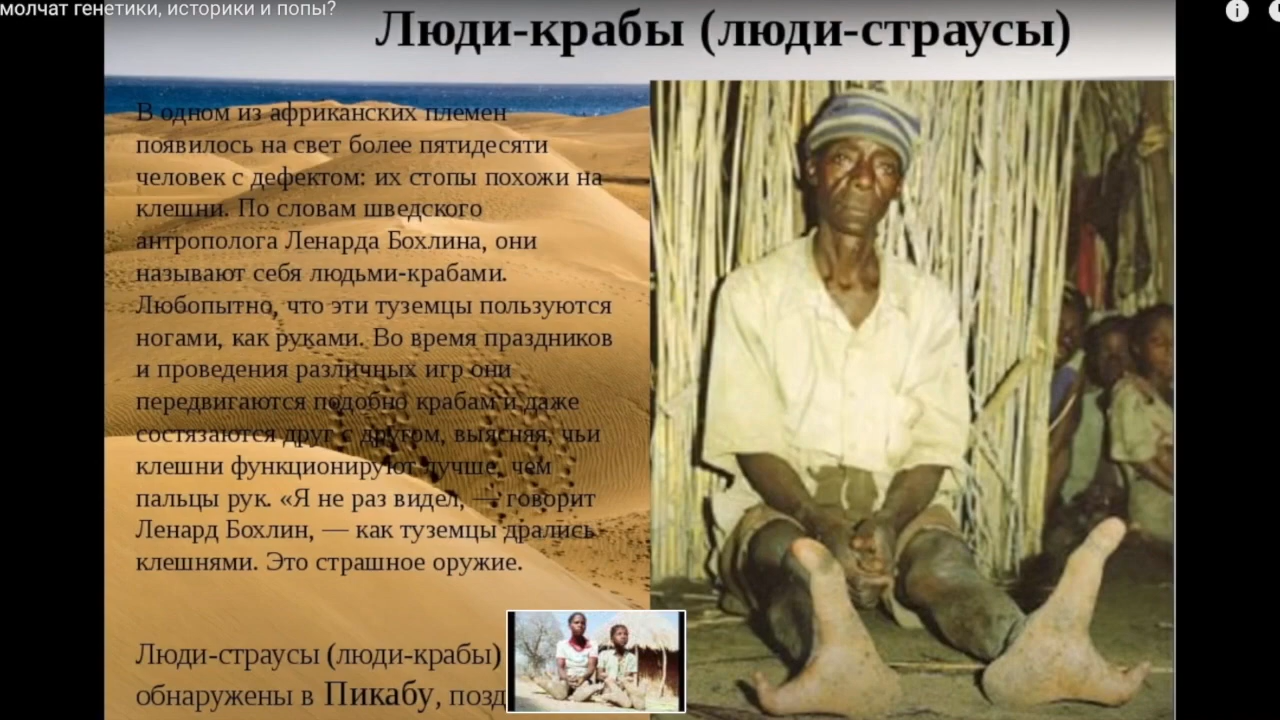 молчат генетики, историки и попы?
Люди-крабы (люди-страусы)
В одном из африканских племен
появилось на свет более пятидесяти
человек с дефектом: их стопы похожи на
клешни. По словам шведского
антрополога Ленарда Бохлина, они
называют себя людьми-крабами.
Любопытно, что эти туземцы пользуются
ногами, как руками. Во время праздников
и проведения различных игр они
передвигаются подобно крабам и даже
состязаются друг с другом, выясняя, чьи
клешни функционируют лучше, чем
пальцы рук. «Я не раз видел, — говорит
Ленард Бохлин, — как туземцы дрались
клешнями. Это страшное оружие.
Люди-страусы (люди-крабы)
обнаружены в Пикабу, позд